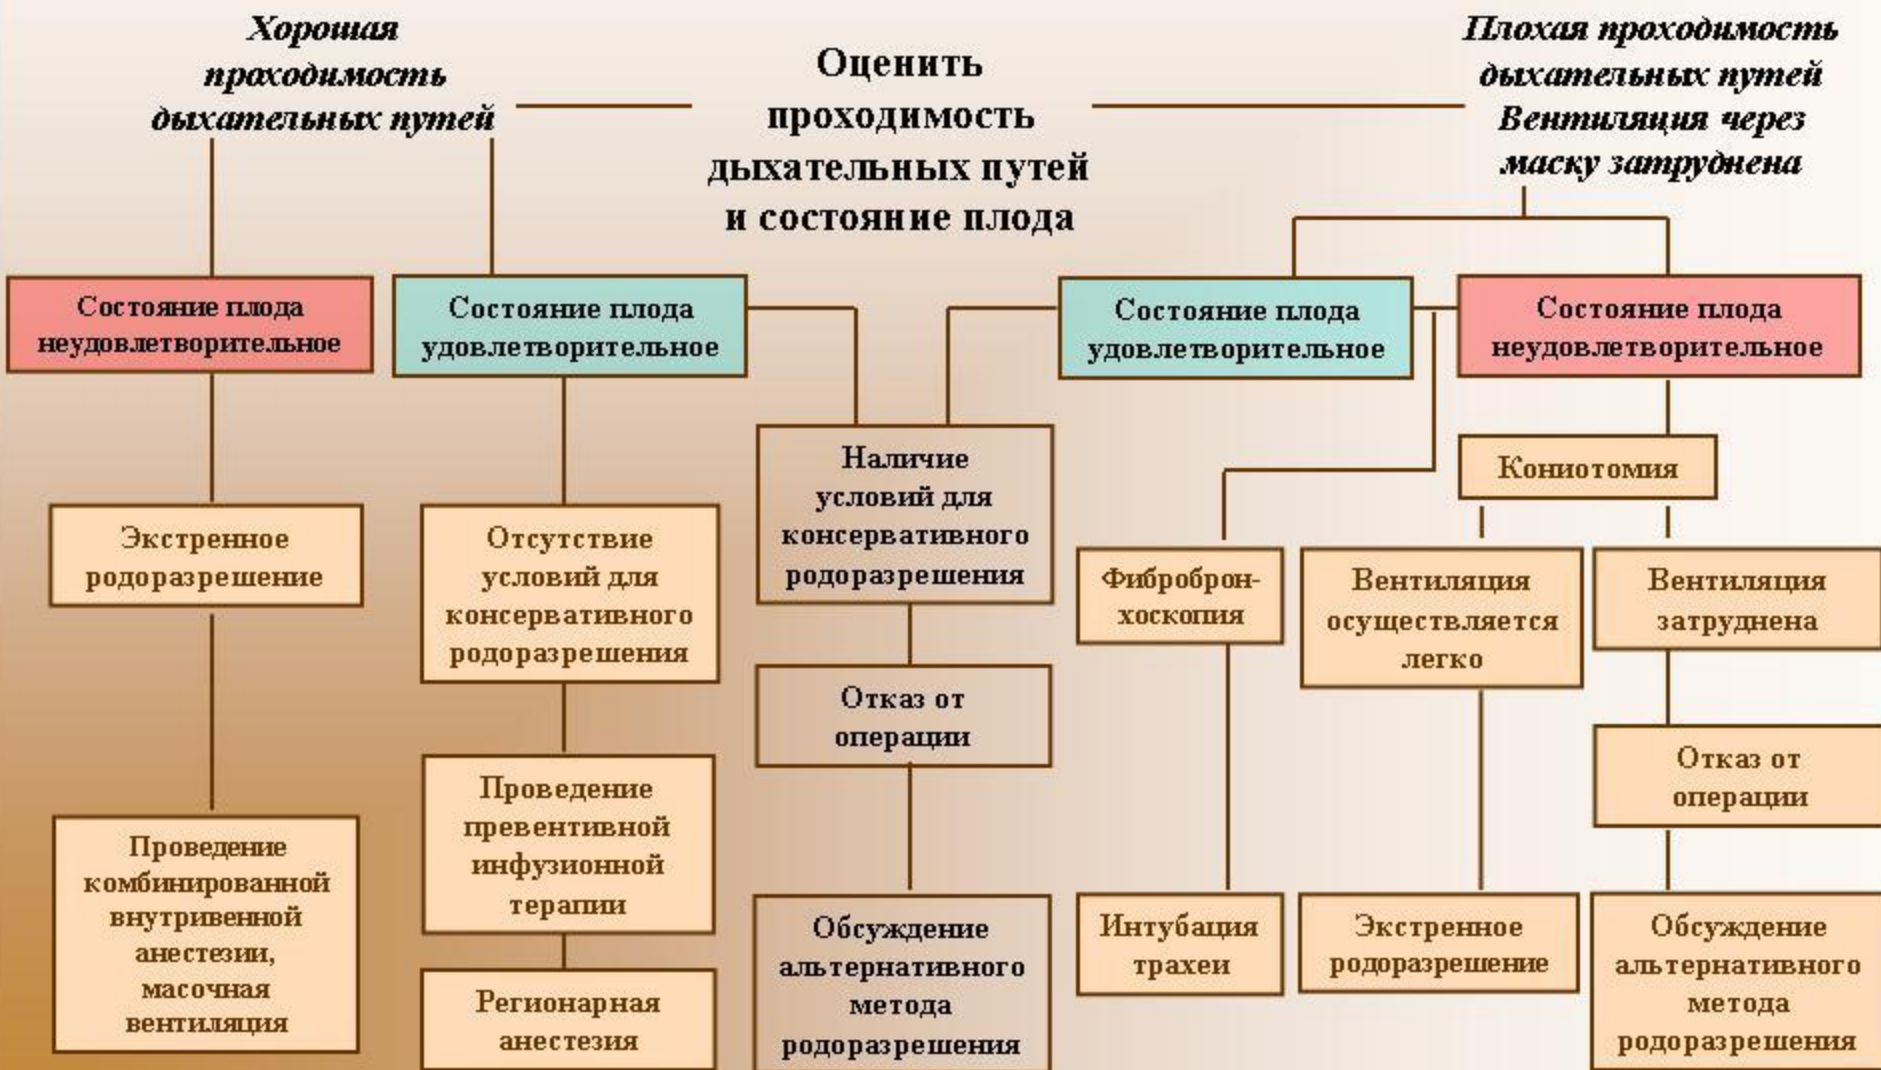 Хорошая
проходимость
дыхательных путей
Оценить
проходимость
дыхательных путей
и состояние плода
Плохая проходимость
дыхательных путей
Вентиляция через
маску затруднена
Состояние плода
неудовлетворительное
Состояние плода
удовлетворительное
Состояние плода
удовлетворительное
Состояние плода
неудовлетворительное
Экстренное
родоразрешение
Проведение
комбинированной
внутривенной
анестезии,
масочная
вентиляция
Отсутствие
условий для
консервативного
родоразрешения
Проведение
превентивной
инфузионной
терапии
Регионарная
анестезия
Наличие
условий для
консервативного
родоразрешения
Отказ от
операции
Обсуждение
альтернативного
метода
родоразрешения
Фиброброн-
хоскопия
Интубация
трахеи
Кониотомия
Вентиляция
осуществляется
легко
Экстренное
родоразрешение
Вентиляция
затруднена
Отказ от
операции
Обсуждение
альтернативного
метода
родоразрешения